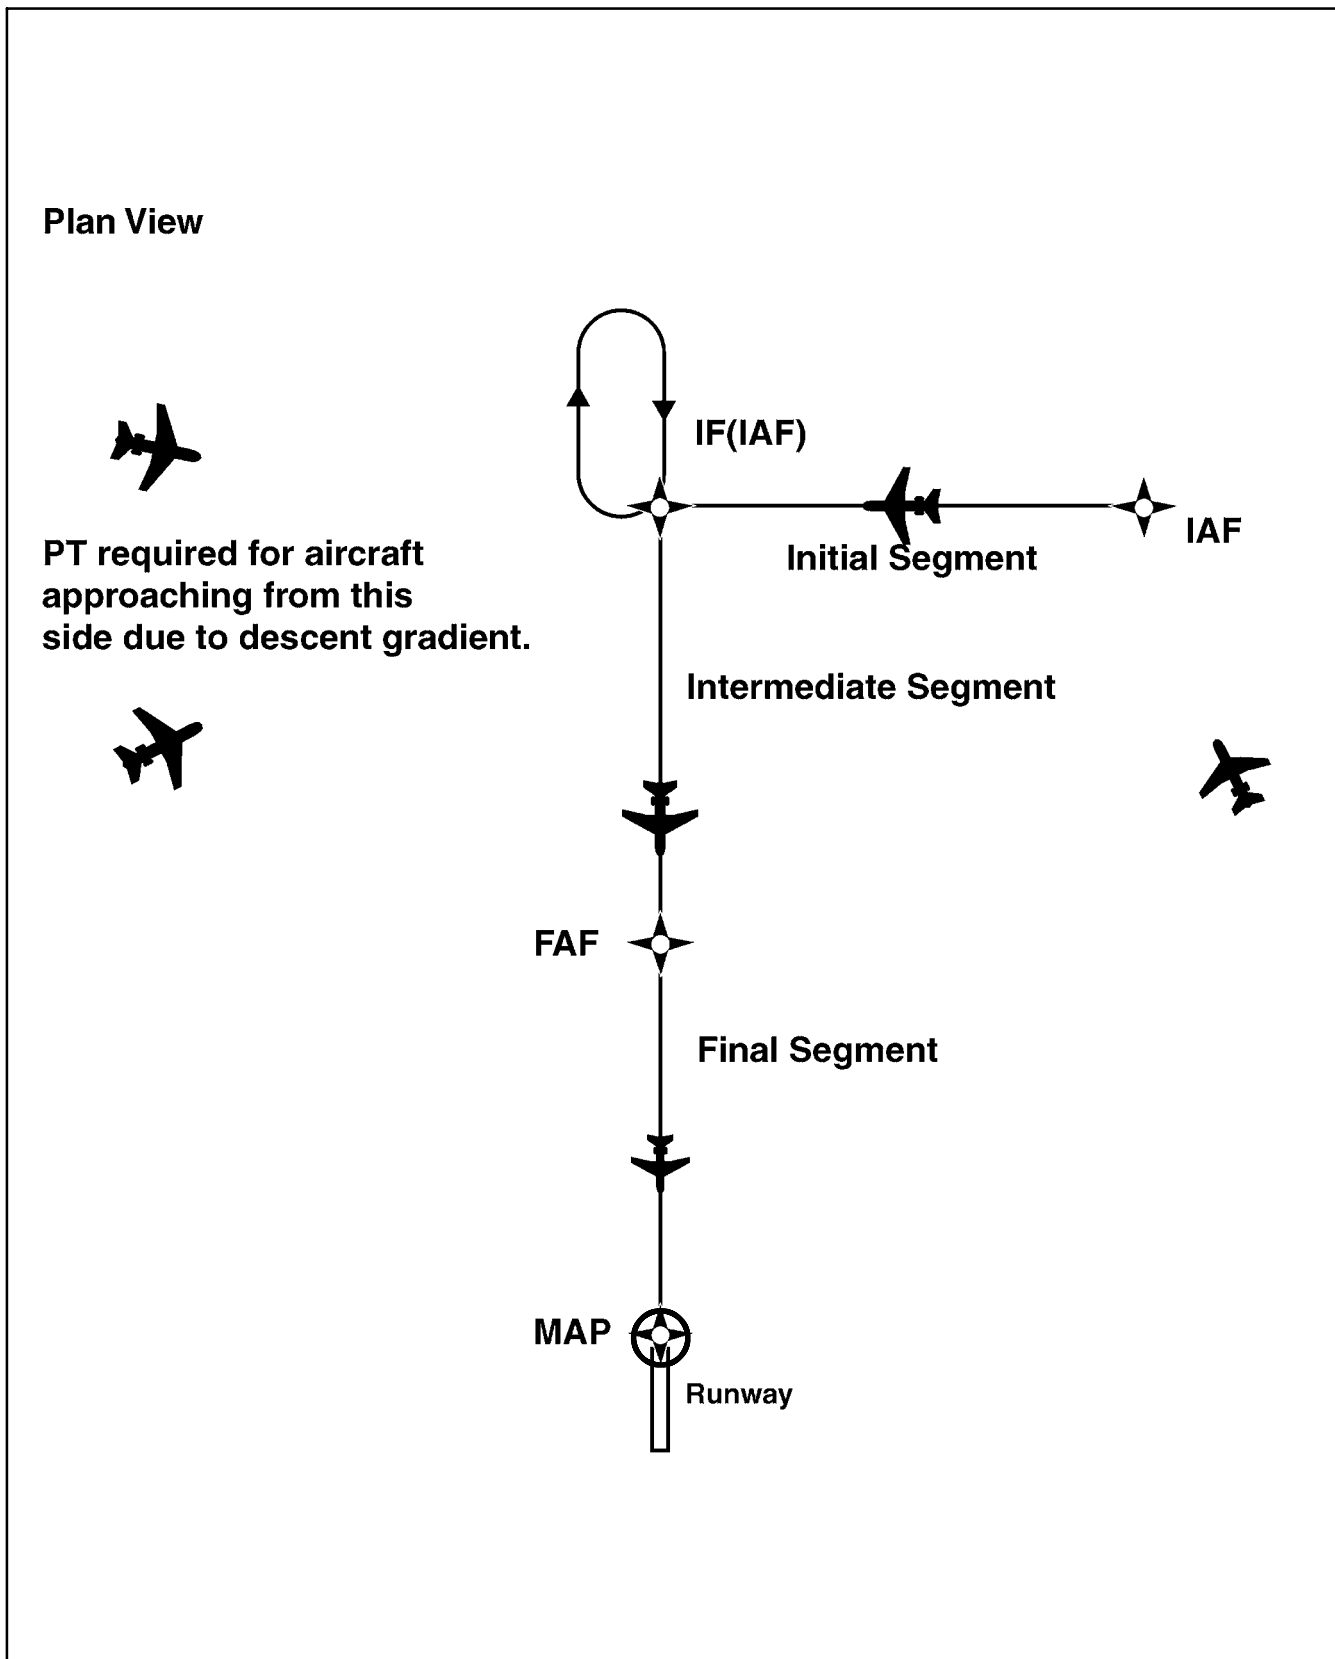 Plan View
IF(IAF)
IAF
Initial Segment
PT required for aircraft
approaching from this
side due to descent gradient.
Intermediate Segment
FAF
Final Segment
MAP
Runway